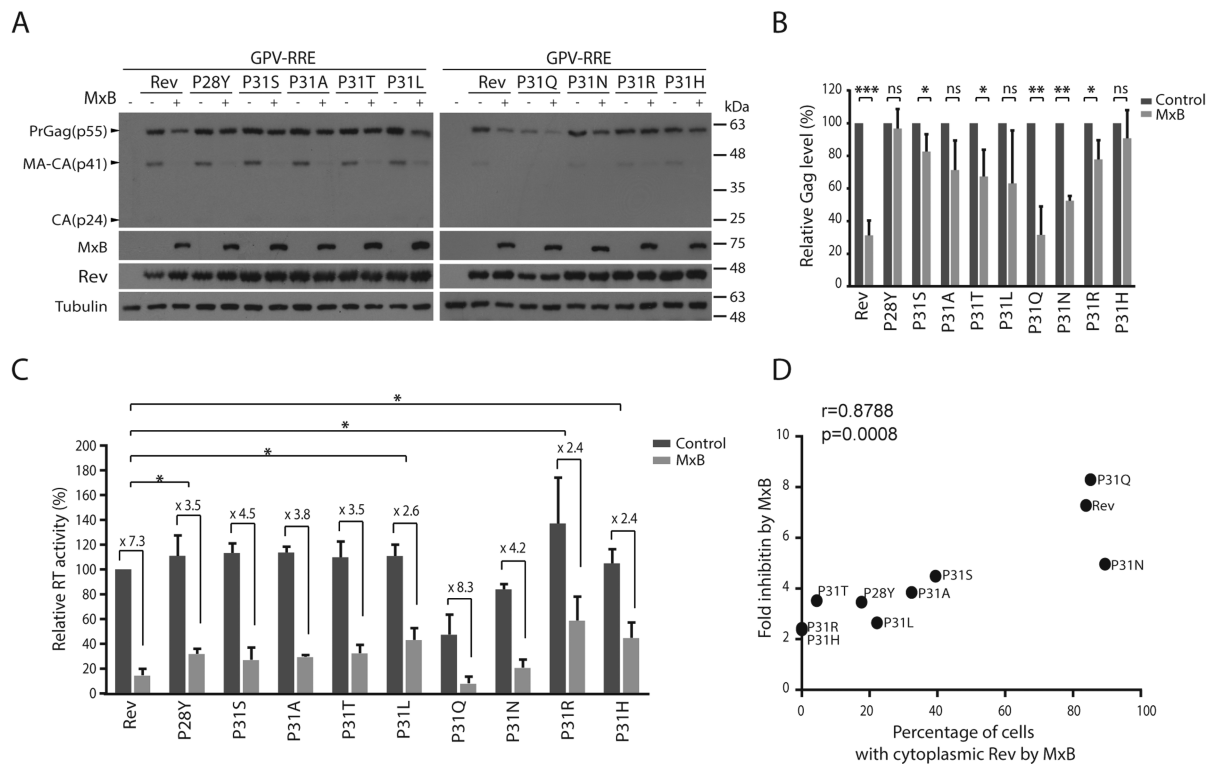 A
GPV-RRE GPV-RRE
Rev P28Y P31S P31A P31T P31L Rev P31Q P31N P31R P31H
MxB - - + - + - + - + - + - + - - + - + - + - + - +
kDa
PrGag(p55)
MA-CA(p41)
CA(p24)
MxB
Rev
Tubulin
63
48
35
25
75
48
63
48
B
Relative Gag level (%)
120
100
80
60
40
20
0
*** ns * ns * ns ** ** * ns
Control
MxB
Rev P28Y P31S P31A P31T P31L P31Q P31N P31R P31H
C
Relative RT activity (%)
200
180
160
140
120
100
80
60
40
20
0
*
*
*
*
x 7.3 x 3.5 x 4.5 x 3.8 x 3.5 x 2.6 x 8.3 x 4.2 x 2.4 x 2.4
Control
MxB
Rev P28Y P31S P31A P31T P31L P31Q P31N P31R P31H
D
r=0.8788
p=0.0008
Fold inhibitin by MxB
10
8
6
4
2
0
P31Q
Rev
P31N
P31S
P31A
P28Y
P31T
P31L
P31R
P31H
0 20 40 60 80 100
Percentage of cells
with cytoplasmic Rev by MxB